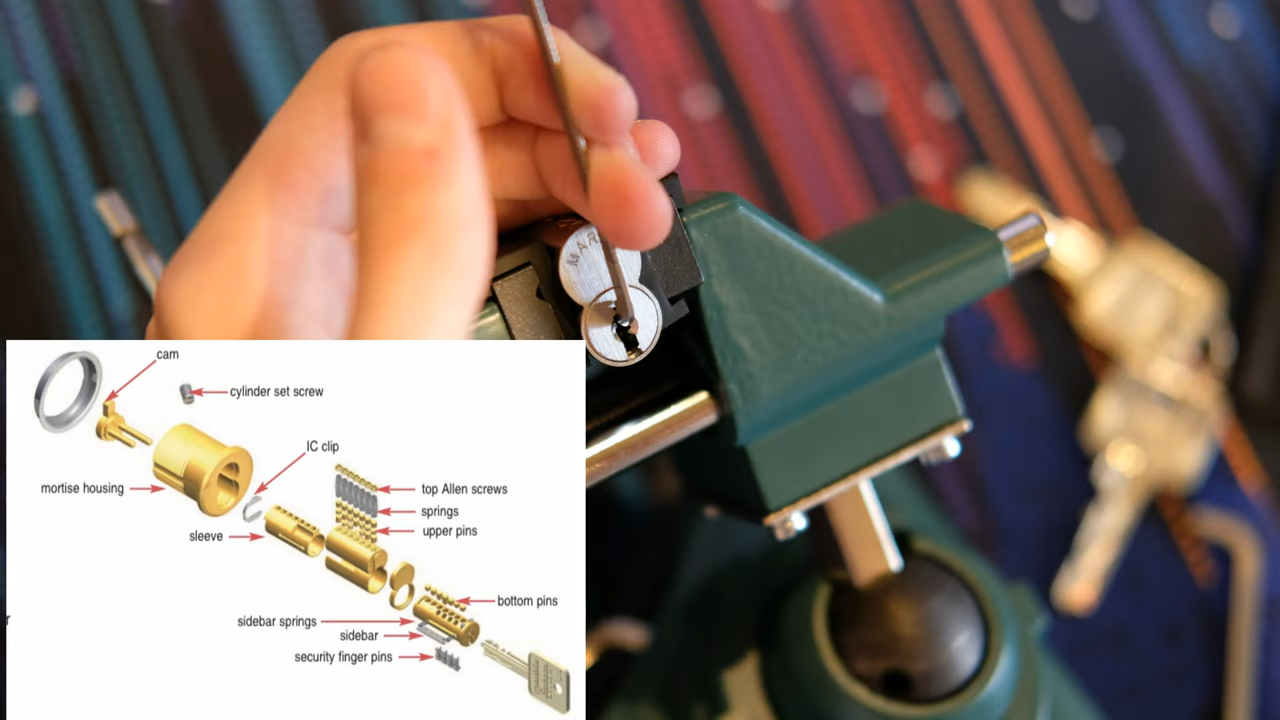 MAR
cam
cylinder set screw
IC clip
mortise housing
top Allen screws
springs
upper pins
sleeve
bottom pins
sidebar springs
sidebar
security finger pins
r